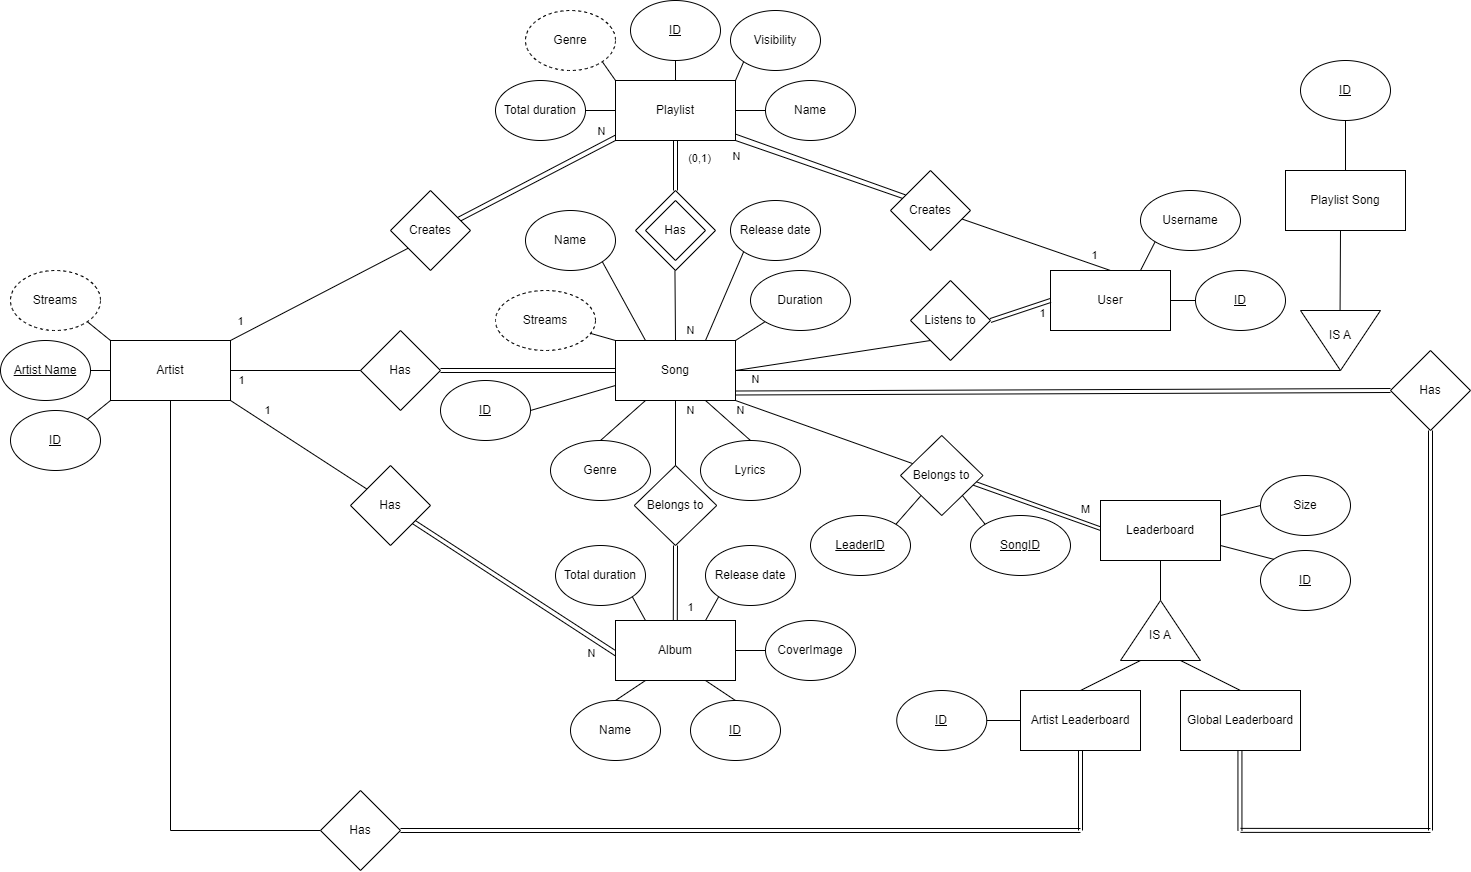 ID
Genre
Visibility
ID
Total duration
Playlist
Name
N
(0,1)
N
Playlist Song
Username
Creates
Has
Release date
Creates
Name
1
Streams
Duration
User
ID
Streams
1
Listens to
1
N
IS A
Artist Name
Artist
Has
Song
1
N
Has
ID
1
N
N
ID
Genre
Lyrics
Belongs to
Has
Belongs to
M
Size
LeaderID
SongID
Leaderboard
Total duration
Release date
ID
1
N
Album
CoverImage
IS A
Name
ID
ID
Artist Leaderboard
Global Leaderboard
Has